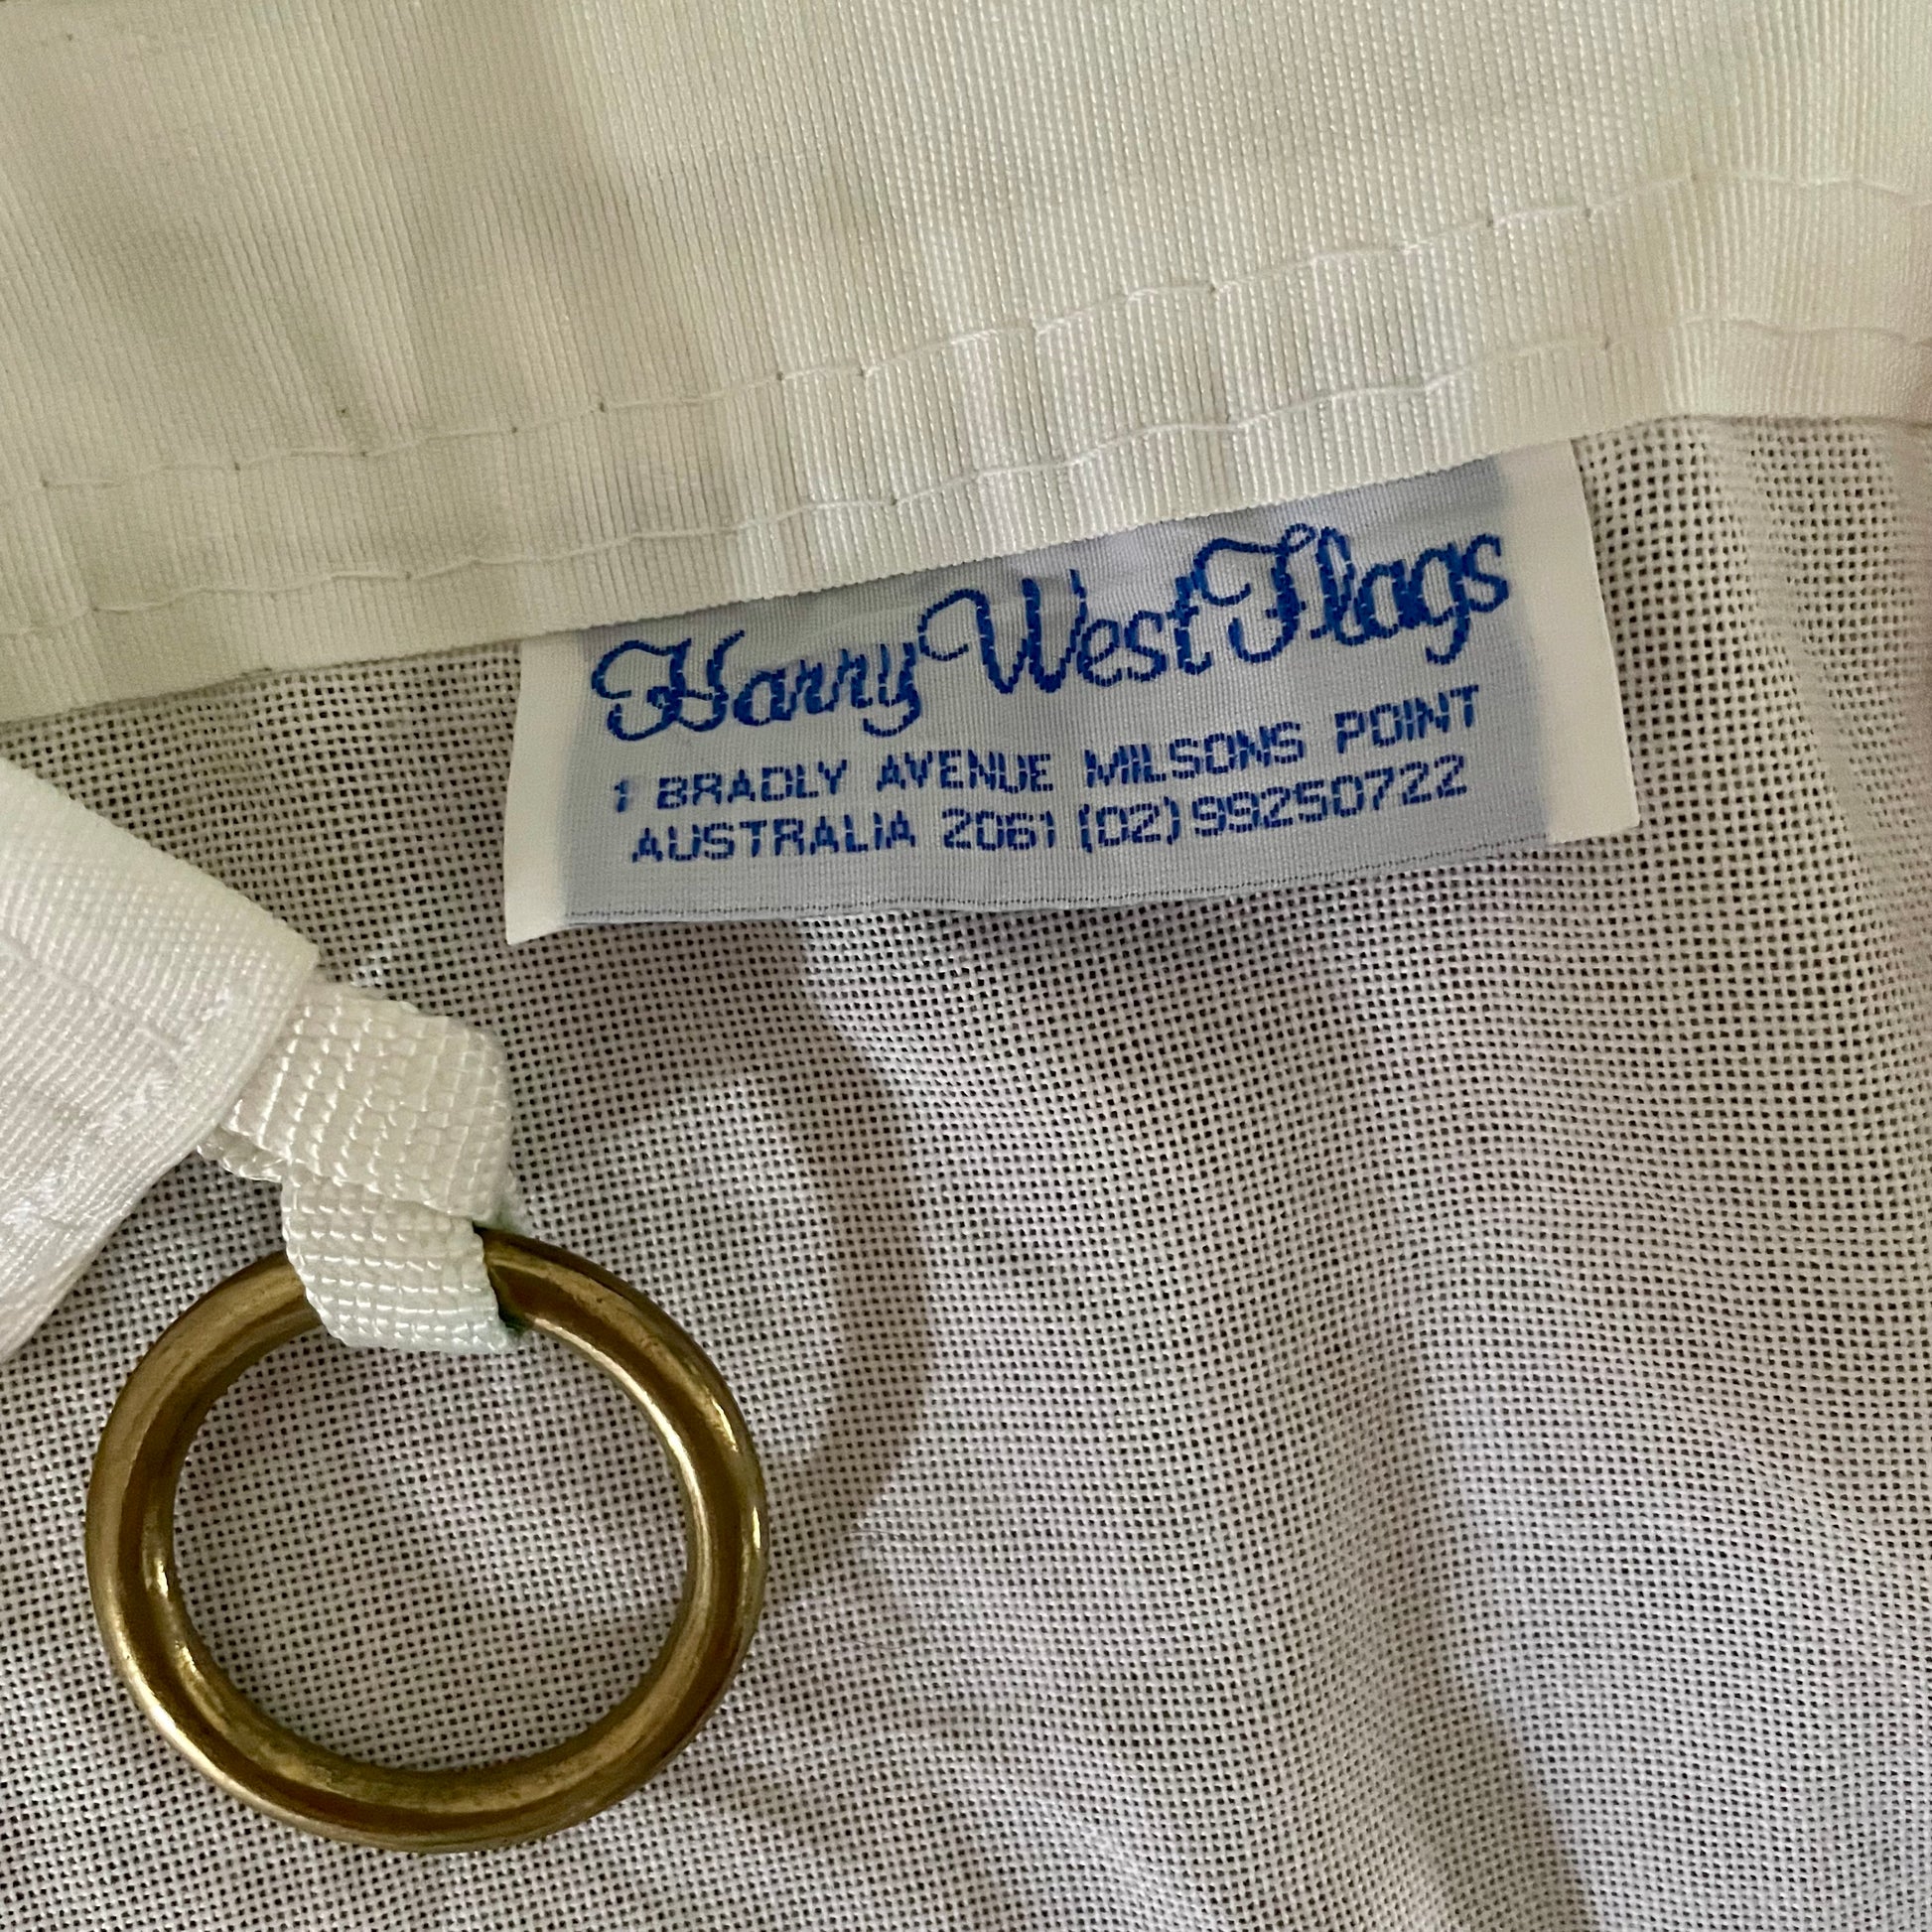 Harry West Flags
1 BRADLY AVENUE MILSONS POINT
AUSTRALIA 2061 (02) 99250722